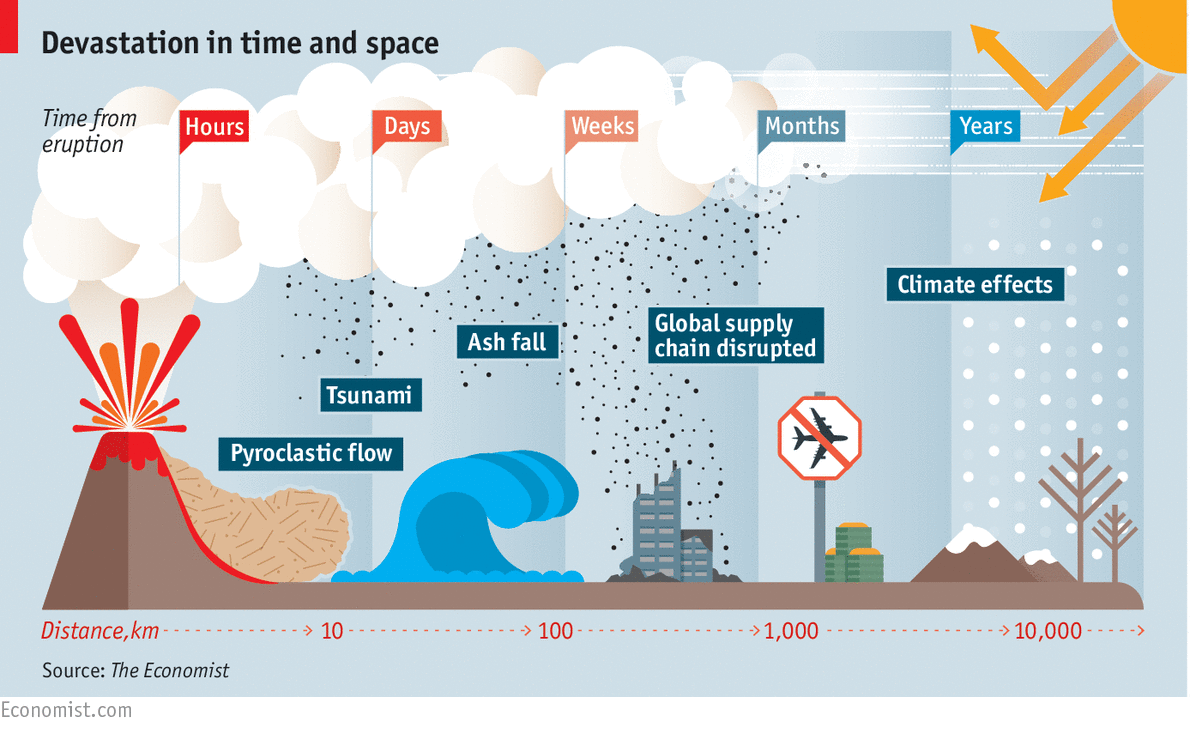 Devastation in time and space
Time from
eruption
Hours
Days
Weeks
Months
Years
Climate effects
Global supply
chain disrupted
Ash fall
Tsunami
Pyroclastic flow
Distance,km
10
100
1,000
10,000
Source: The Economist
Economist.com